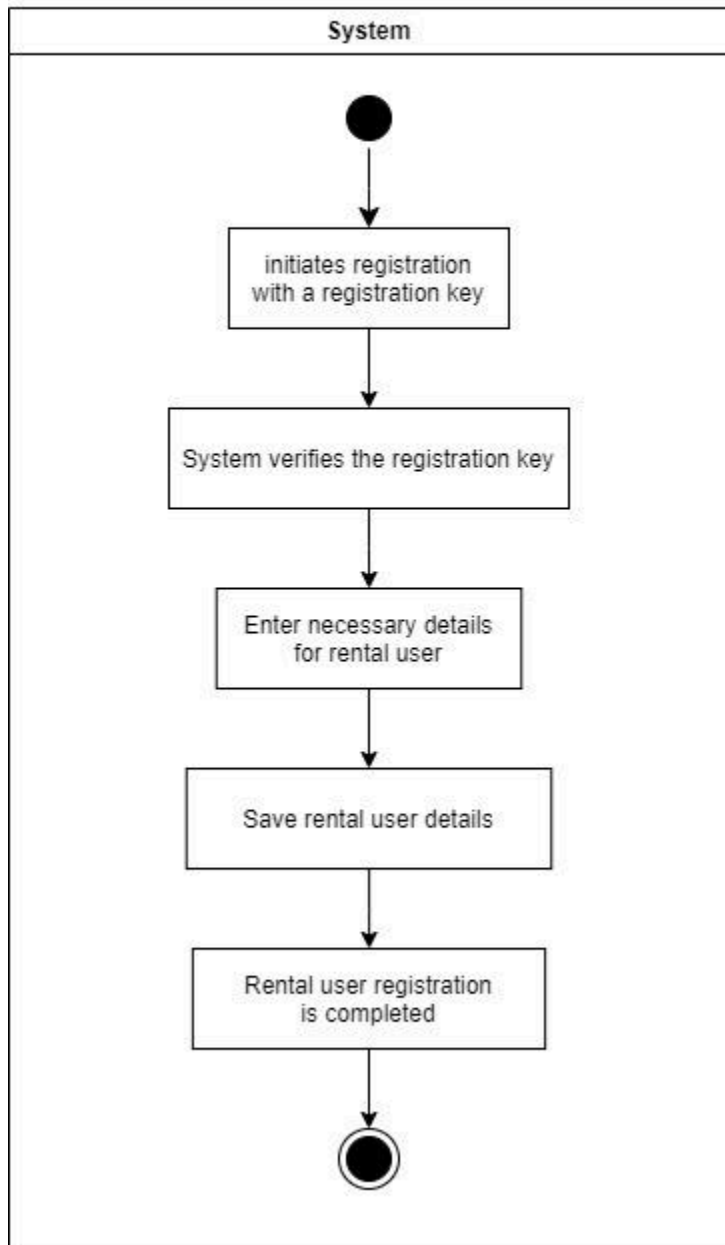 System
initiates registration
with a registration key
System verifies the registration key
Enter necessary details
for rental user
Save rental user details
Rental user registration
is completed